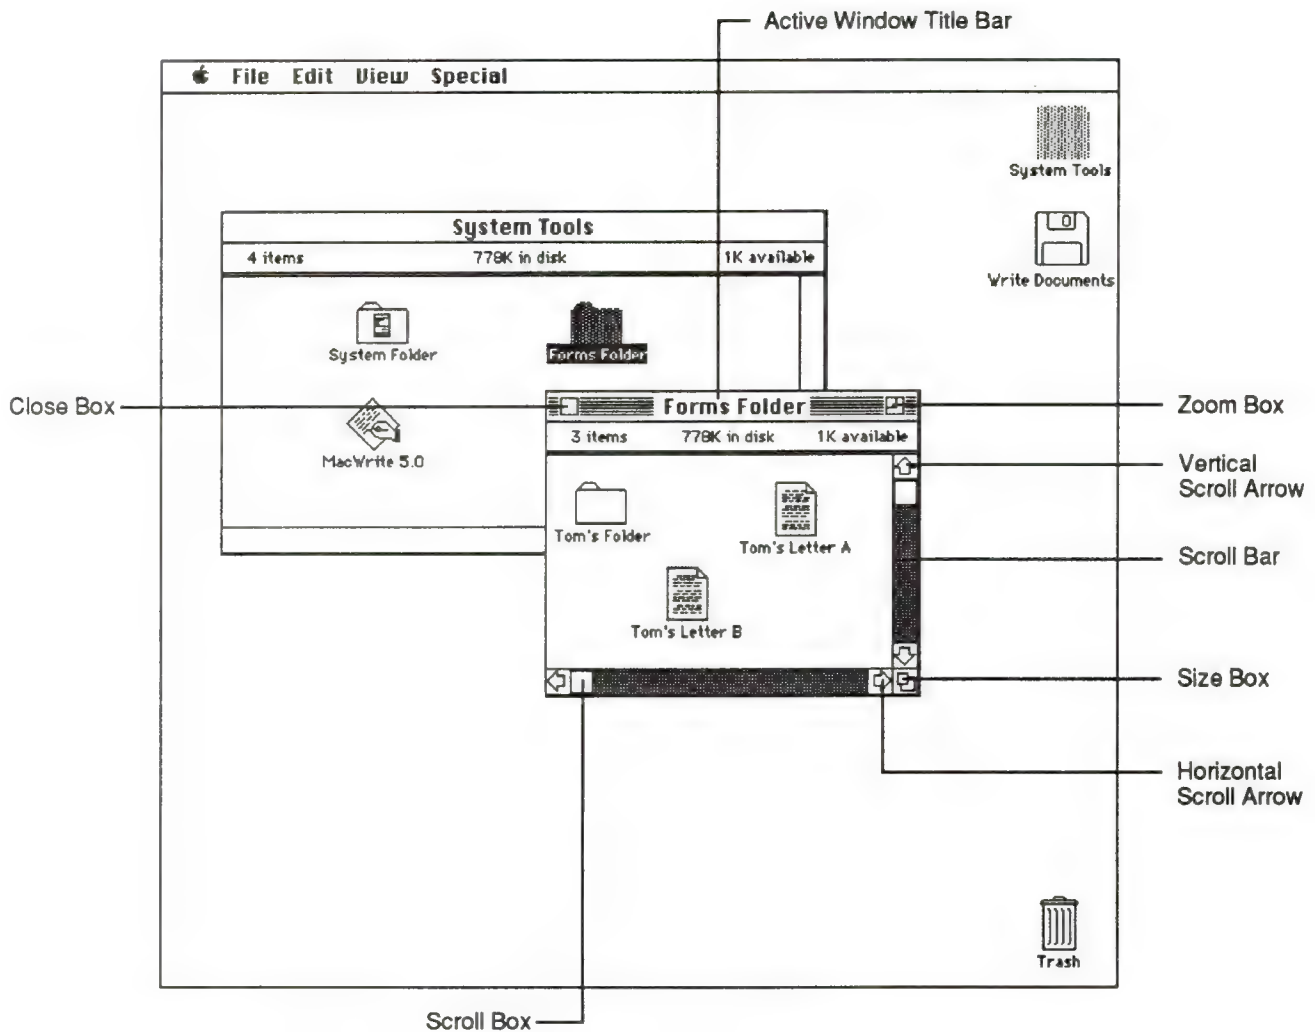 Active Window Title Bar
File Edit View Special
System Tools
Write Documents
System Tools
4 items 778K in disk 1K available
System Folder
Forms Folder
MacWrite 5.0
Close Box
Forms Folder
Zoom Box
3 items 778K in disk 1K available
Vertical
Scroll Arrow
Tom's Folder
Tom's Letter A
Scroll Bar
Tom's Letter B
Size Box
Horizontal
Scroll Arrow
Trash
Scroll Box